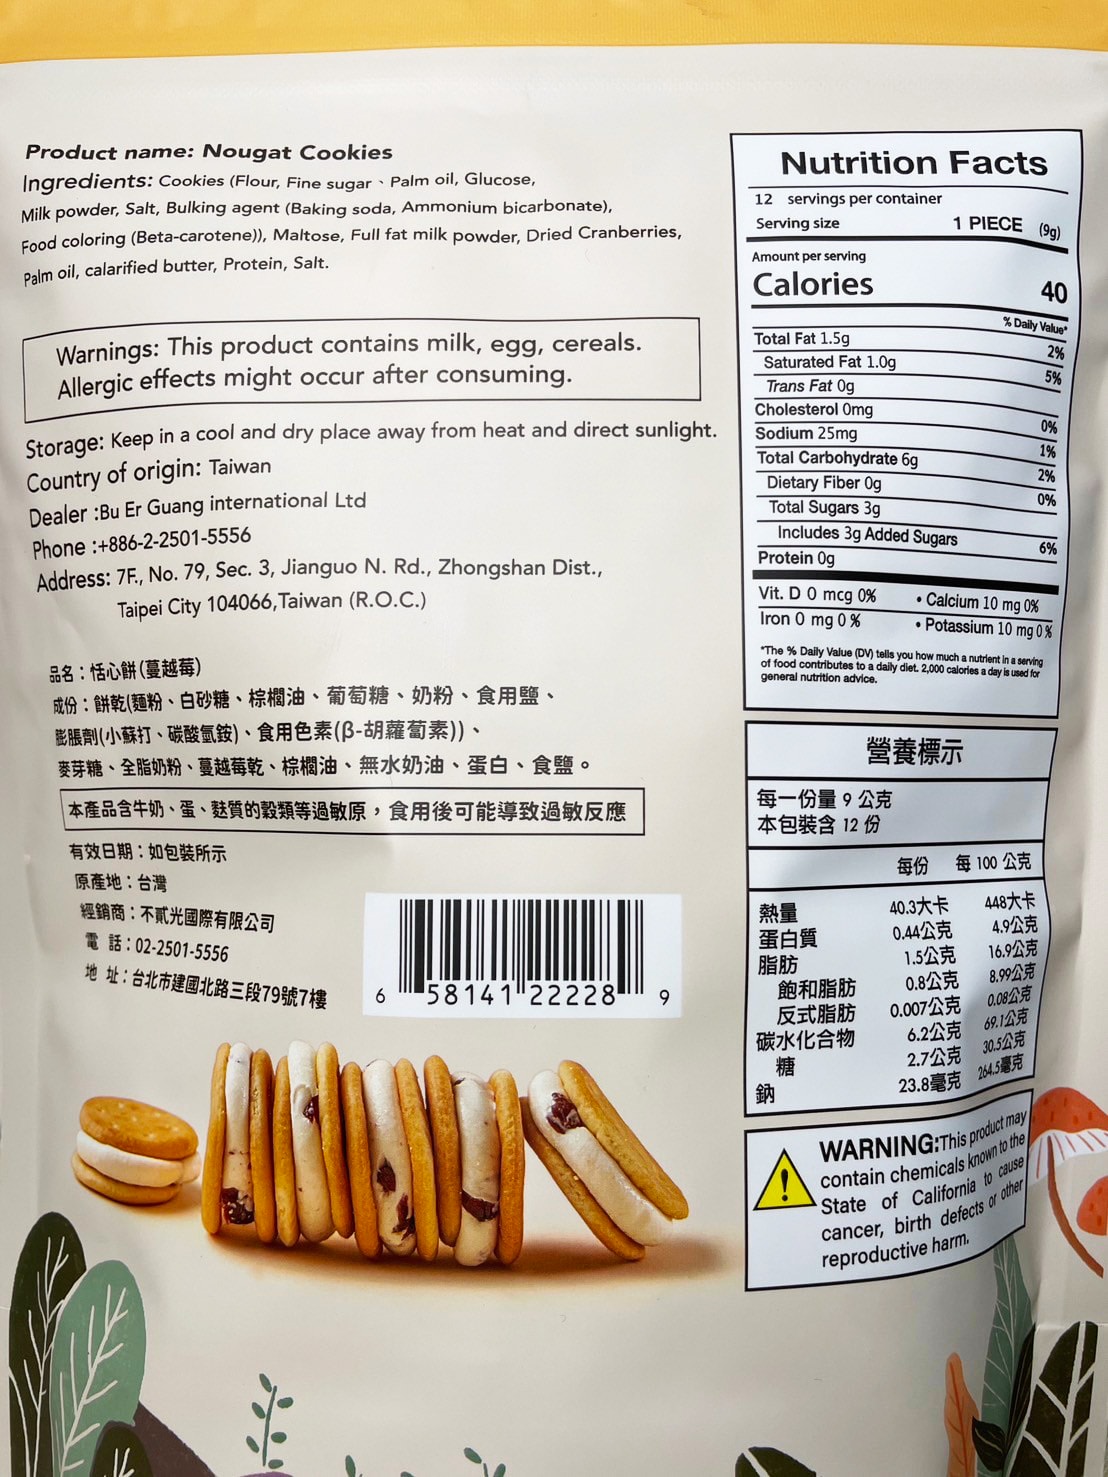 Product name: Nougat Cookies
Ingredients: Cookies (Flour, Fine sugar、Palm oil, Glucose,
Milk powder, Salt, Bulking agent (Baking soda, Ammonium bicarbonate),
Food coloring (Beta-carotene)), Maltose, Full fat milk powder, Dried Cranberries,
Palm oil, calarified butter, Protein, Salt.
Warnings: This product contains milk, egg, cereals.
Allergic effects might occur after consuming.
Storage: Keep in a cool and dry place away from heat and direct sunlight.
Country of origin: Taiwan
Dealer :Bu Er Guang international Ltd
Phone :+886-2-2501-5556
Address: 7F., No. 79, Sec. 3, Jianguo N. Rd., Zhongshan Dist.,
Taipei City 104066,Taiwan (R.O.C.)
品名：恬心餅(蔓越莓)
成份：餅乾(麵粉、白砂糖、棕櫚油、葡萄糖、奶粉、食用鹽、
膨脹劑(小蘇打、碳酸氫銨)、食用色素(β-胡蘿蔔素))、
麥芽糖、全脂奶粉、蔓越莓乾、棕櫚油、無水奶油、蛋白、食鹽。
本產品含牛奶、蛋、麩質的穀類等過敏原，食用後可能導致過敏反應
有效日期：如包裝所示
原產地：台灣
經銷商：不貳光國際有限公司
電 話：02-2501-5556
地 址：台北市建國北路三段79號7樓
6 58141 22228 9
Nutrition Facts
12 servings per container
Serving size 1 PIECE (9g)
Amount per serving
Calories 40
% Daily Value*
Total Fat 1.5g 2%
Saturated Fat 1.0g 5%
Trans Fat 0g
Cholesterol 0mg 0%
Sodium 25mg 1%
Total Carbohydrate 6g 2%
Dietary Fiber 0g 0%
Total Sugars 3g
Includes 3g Added Sugars 6%
Protein 0g
Vit. D 0 mcg 0% • Calcium 10 mg 0%
Iron 0 mg 0 % • Potassium 10 mg 0 %
*The % Daily Value (DV) tells you how much a nutrient in a serving
of food contributes to a daily diet. 2,000 calories a day is used for
general nutrition advice.
營養標示
每一份量 9 公克
本包裝含 12 份
每份 每 100 公克
熱量 40.3大卡 448大卡
蛋白質 0.44公克 4.9公克
脂肪 1.5公克 16.9公克
飽和脂肪 0.8公克 8.99公克
反式脂肪 0.007公克 0.08公克
碳水化合物 6.2公克 69.1公克
糖 2.7公克 30.5公克
鈉 23.8毫克 264.5毫克
WARNING:This product may
contain chemicals known to the
State of California to cause
cancer, birth defects or other
reproductive harm.